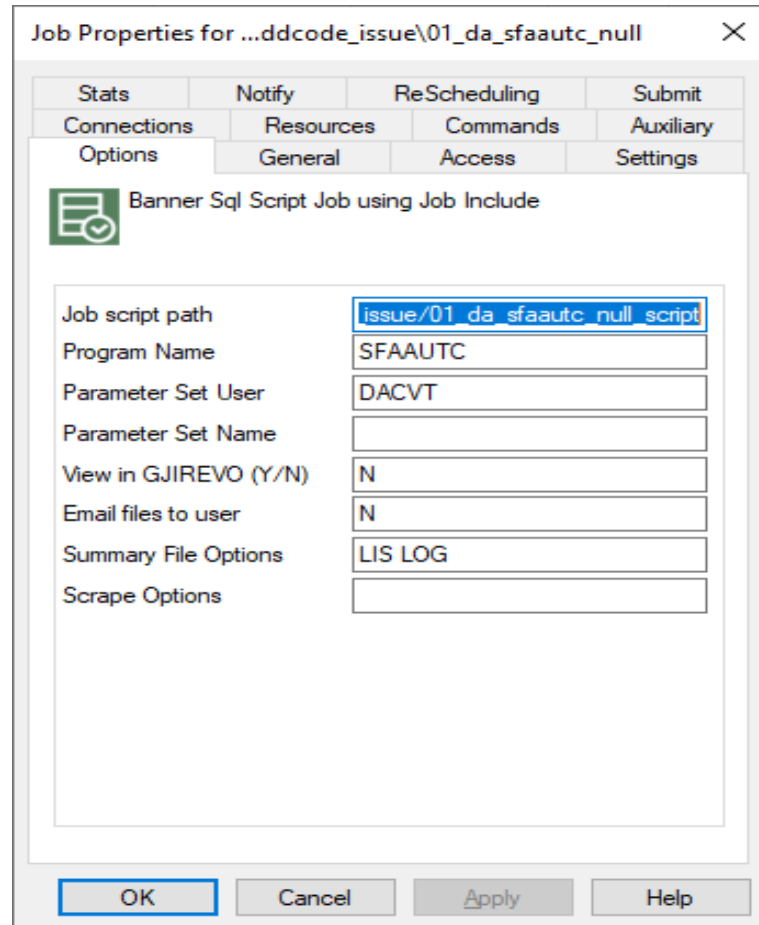 Job Properties for ...ddcode_issue\01_da_sfaautc_null
Stats Notify ReScheduling Submit
Connections Resources Commands Auxiliary
Options General Access Settings
Banner Sql Script Job using Job Include
Job script path issue/01_da_sfaautc_null_script
Program Name SFAAUTC
Parameter Set User DACVT
Parameter Set Name
View in GJIREVO (Y/N) N
Email files to user N
Summary File Options LIS LOG
Scrape Options
OK Cancel Apply Help